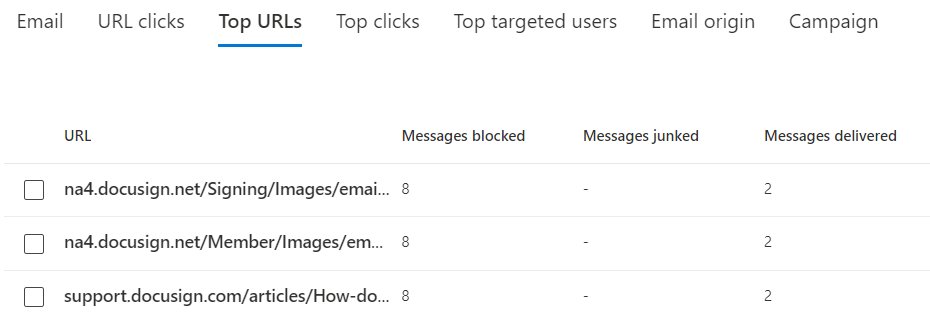 Email URL clicks Top URLs Top clicks Top targeted users Email origin Campaign
URL Messages blocked Messages junked Messages delivered
na4.docusign.net/Signing/Images/emai... 8 - 2
na4.docusign.net/Member/Images/em... 8 - 2
support.docusign.com/articles/How-do... 8 - 2